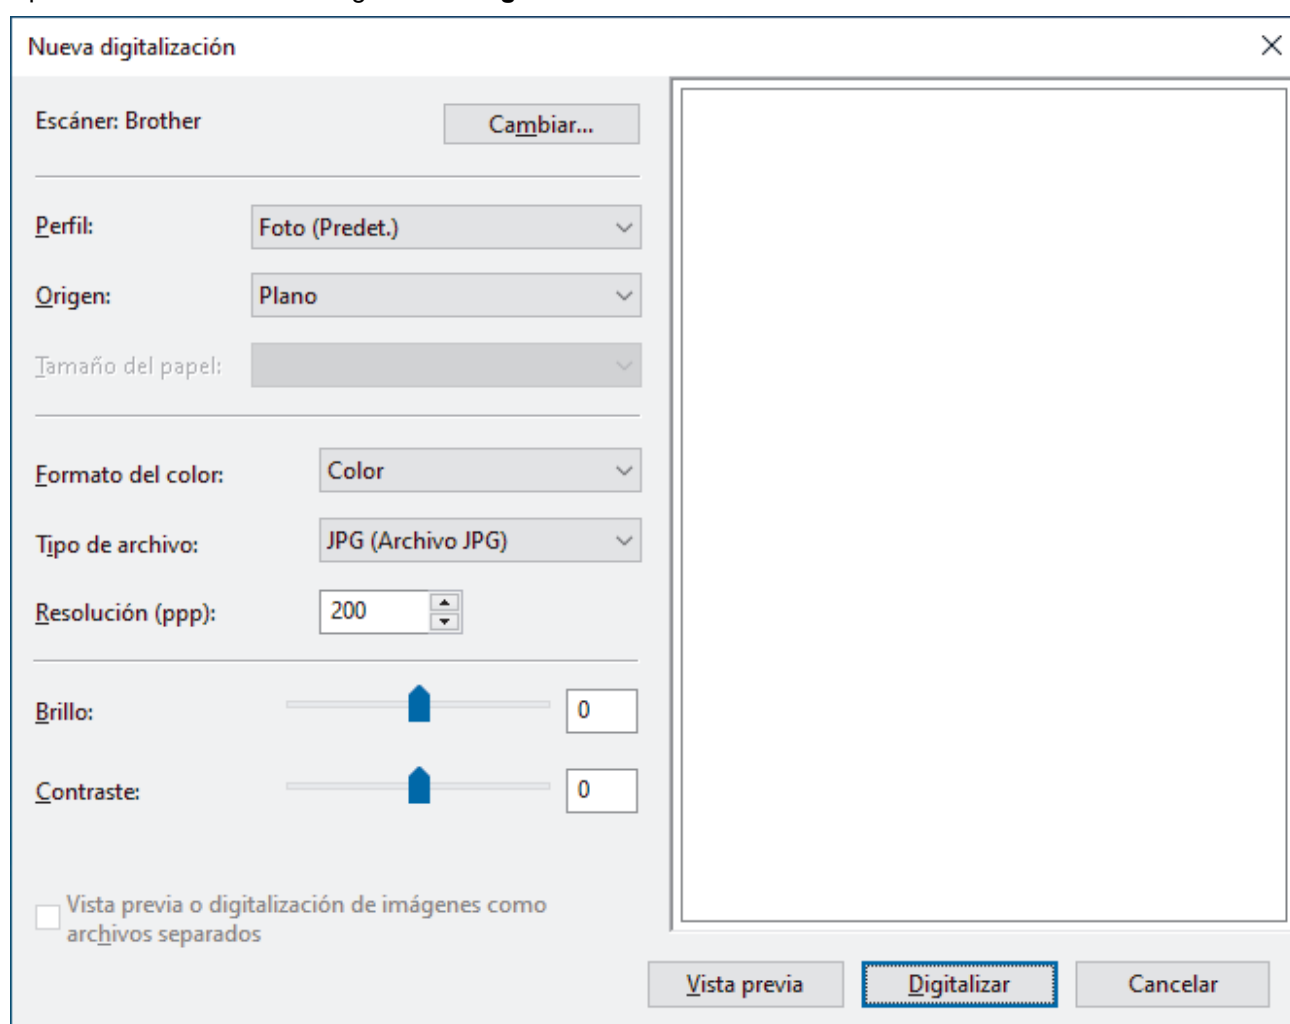 Nueva digitalización
Escáner: Brother
Cambiar...
Perfil:
Foto (Predet.)
Origen:
Plano
Tamaño del papel:
Formato del color:
Color
Tipo de archivo:
JPG (Archivo JPG)
Resolución (ppp):
200
Brillo:
0
Contraste:
0
Vista previa o digitalización de imágenes como
archivos separados
Vista previa
Digitalizar
Cancelar